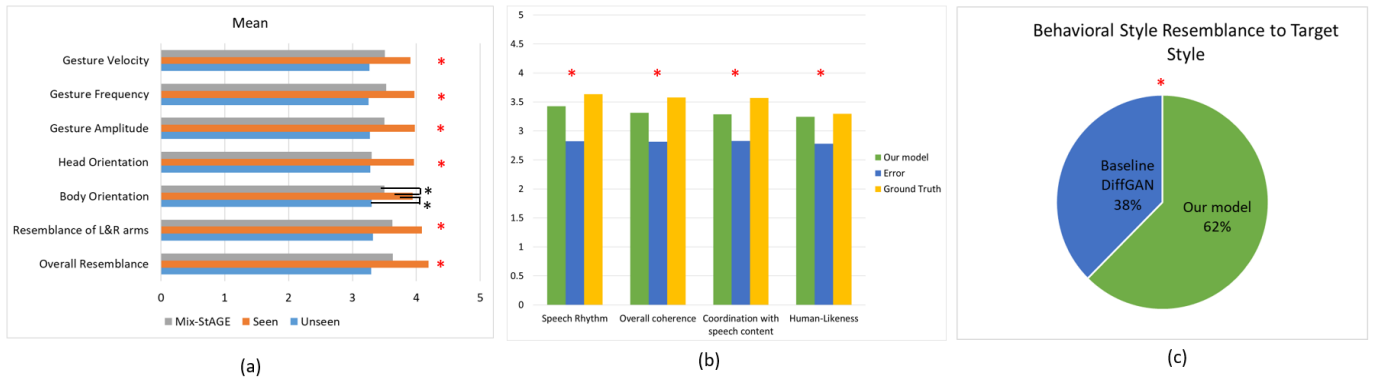 Mean
Gesture Velocity
*
Gesture Frequency
*
Gesture Amplitude
*
Head Orientation
*
Body Orientation
*
*
Resemblance of L&R arms
*
Overall Resemblance
*
0 1 2 3 4 5
Mix-StAGE Seen Unseen
(a)
5
4.5
4
3.5
3
2.5
2
1.5
1
0.5
0
* * * *
Speech Rhythm Overall coherence Coordination with Human-Likeness
speech content
Our model
Error
Ground Truth
(b)
Behavioral Style Resemblance to Target
Style
*
Baseline
DiffGAN
38%
Our model
62%
(c)